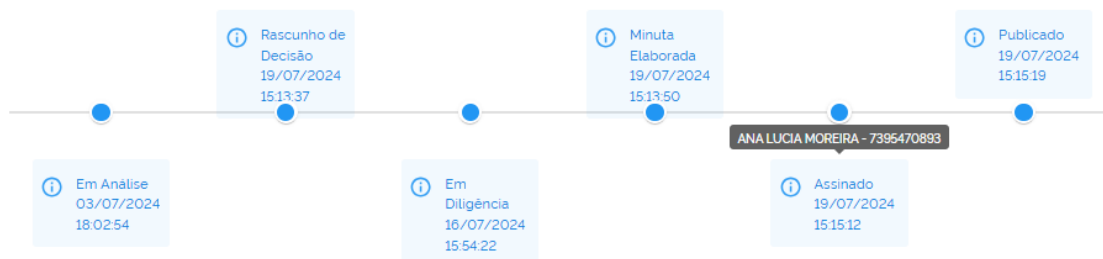 Em Análise
03/07/2024
18:02:54
Rascunho de
Decisão
19/07/2024
15:13:37
Em
Diligência
16/07/2024
15:54:22
Minuta
Elaborada
19/07/2024
15:13:50
ANA LUCIA MOREIRA - 7395470893
Assinado
19/07/2024
15:15:12
Publicado
19/07/2024
15:15:19